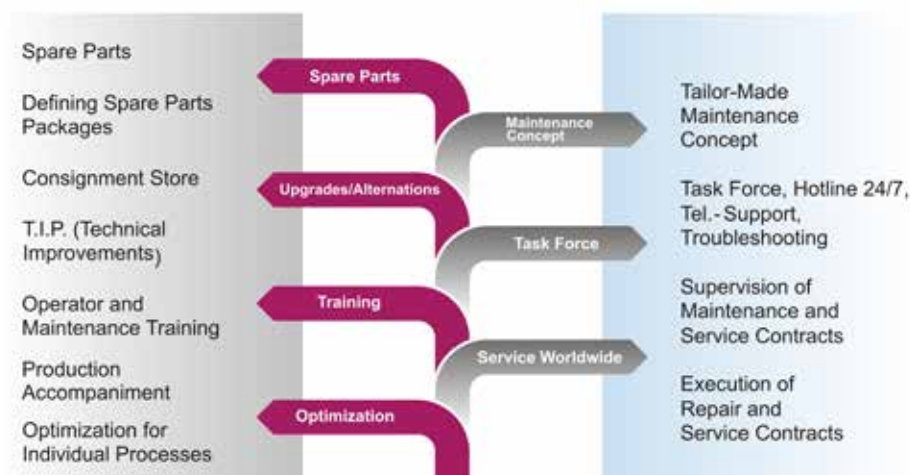 Spare Parts
Defining Spare Parts
Packages
Consignment Store
T.I.P. (Technical
Improvements)
Operator and
Maintenance Training
Production
Accompaniment
Optimization for
Individual Processes
Spare Parts
Upgrades/Alternations
Training
Optimization
Maintenance
Concept
Task Force
Service Worldwide
Tailor-Made
Maintenance
Concept
Task Force, Hotline 24/7,
Tel.-Support,
Troubleshooting
Supervision of
Maintenance and
Service Contracts
Execution of
Repair and
Service Contracts